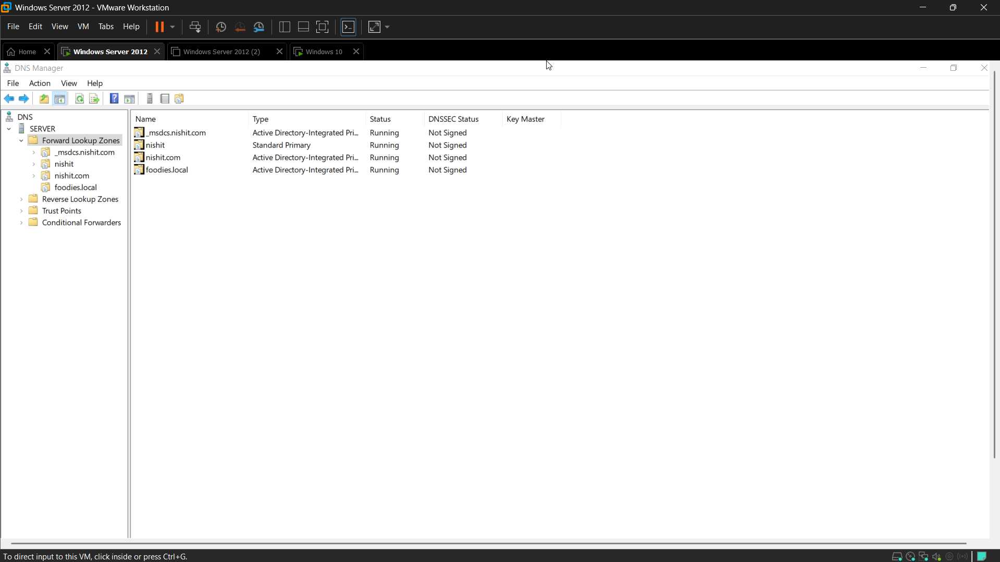 Windows Server 2012 - VMware Workstation
File Edit View VM Tabs Help
Home Windows Server 2012 Windows Server 2012 (2) Windows 10
DNS Manager
File Action View Help
DNS
SERVER
Forward Lookup Zones
_msdcs.nishit.com
nishit
nishit.com
foodies.local
Reverse Lookup Zones
Trust Points
Conditional Forwarders
Name Type Status DNSSEC Status Key Master
_msdcs.nishit.com Active Directory-Integrated Pri... Running Not Signed
nishit Standard Primary Running Not Signed
nishit.com Active Directory-Integrated Pri... Running Not Signed
foodies.local Active Directory-Integrated Pri... Running Not Signed
To direct input to this VM, click inside or press Ctrl+G.